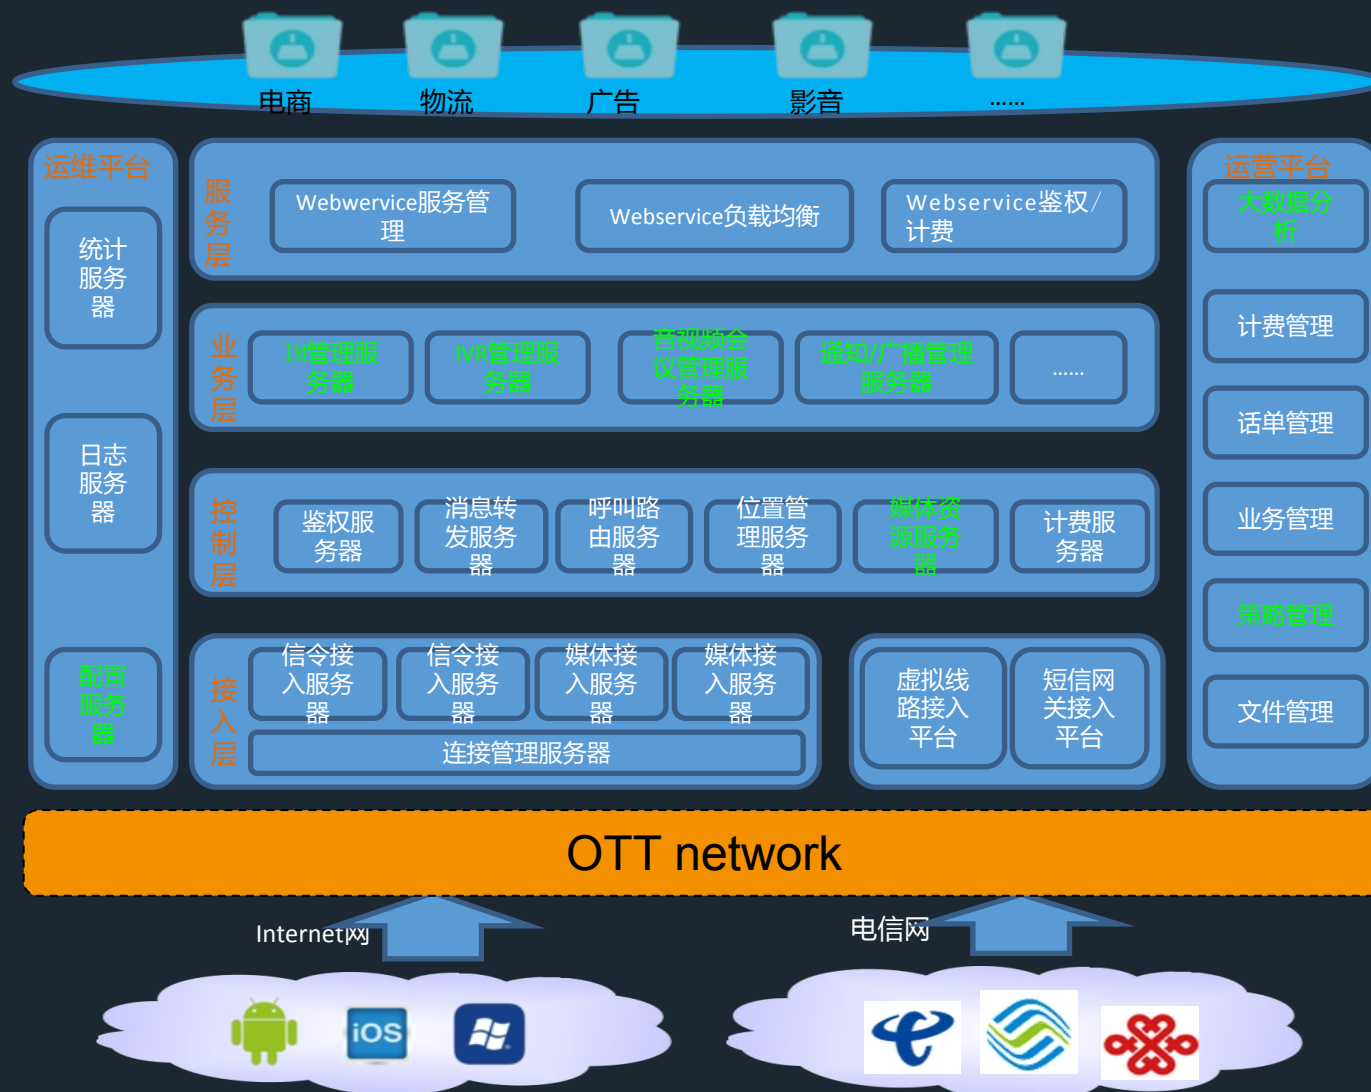 电商
物流
广告
影音
......
运维平台
统计
服务
器
日志
服务
器
配置
服务
器
服
务
层
Webwervice服务管
理
Webservice负载均衡
Webservice鉴权/
计费
业
务
层
IM管理服
务器
IVR管理服
务器
音视频会
议管理服
务器
通知/广播管理
服务器
......
控
制
层
鉴权服
务器
消息转
发服务
器
呼叫路
由服务
器
位置管
理服务
器
媒体资
源服务
器
计费服
务器
接
入
层
信令接
入服务
器
信令接
入服务
器
媒体接
入服务
器
媒体接
入服务
器
连接管理服务器
虚拟线
路接入
平台
短信网
关接入
平台
运营平台
大数据分
析
计费管理
话单管理
业务管理
策略管理
文件管理
OTT network
Internet网
电信网
iOS